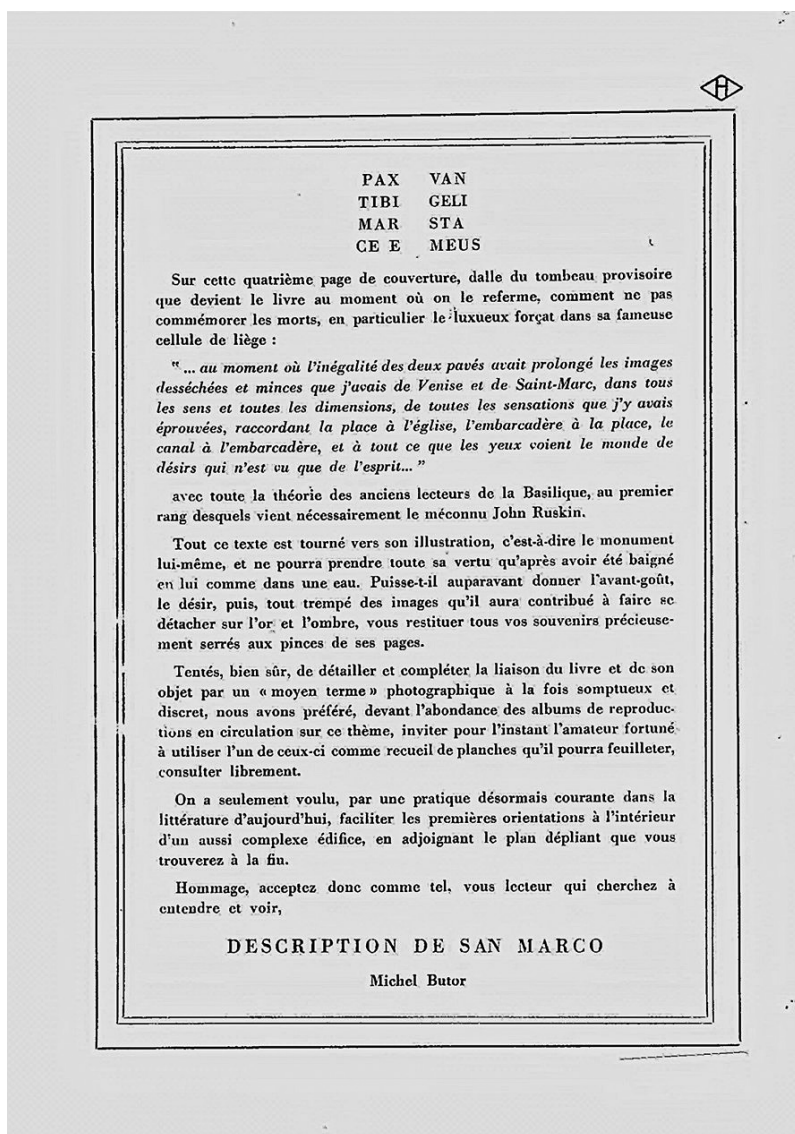 H
PAX VAN
TIBI GELI
MAR STA
CE E MEUS
Sur cette quatrième page de couverture, dalle du tombeau provisoire
que devient le livre au moment où on le referme, comment ne pas
commémorer les morts, en particulier le luxueux forçat dans sa fameuse
cellule de liège :
"... au moment où l'inégalité des deux pavés avait prolongé les images
desséchées et minces que j'avais de Venise et de Saint-Marc, dans tous
les sens et toutes les dimensions, de toutes les sensations que j'y avais
éprouvées, raccordant la place à l'église, l'embarcadère à la place, le
canal à l'embarcadère, et à tout ce que les yeux voient le monde de
désirs qui n'est vu que de l'esprit... "
avec toute la théorie des anciens lecteurs de la Basilique, au premier
rang desquels vient nécessairement le méconnu John Ruskin.
Tout ce texte est tourné vers son illustration, c'est-à-dire le monument
lui-même, et ne pourra prendre toute sa vertu qu'après avoir été baigné
en lui comme dans une eau. Puisse-t-il auparavant donner l'avant-goût,
le désir, puis, tout trempé des images qu'il aura contribué à faire se
détacher sur l'or et l'ombre, vous restituer tous vos souvenirs précieuse-
ment serrés aux pinces de ses pages.
Tentés, bien sûr, de détailler et compléter la liaison du livre et de son
objet par un « moyen terme » photographique à la fois somptueux et
discret, nous avons préféré, devant l'abondance des albums de reproduc-
tions en circulation sur ce thème, inviter pour l'instant l'amateur fortuné
à utiliser l'un de ceux-ci comme recueil de planches qu'il pourra feuilleter,
consulter librement.
On a seulement voulu, par une pratique désormais courante dans la
littérature d'aujourd'hui, faciliter les premières orientations à l'intérieur
d'un aussi complexe édifice, en adjoignant le plan dépliant que vous
trouverez à la fin.
Hommage, acceptez donc comme tel, vous lecteur qui cherchez à
entendre et voir,
DESCRIPTION DE SAN MARCO
Michel Butor